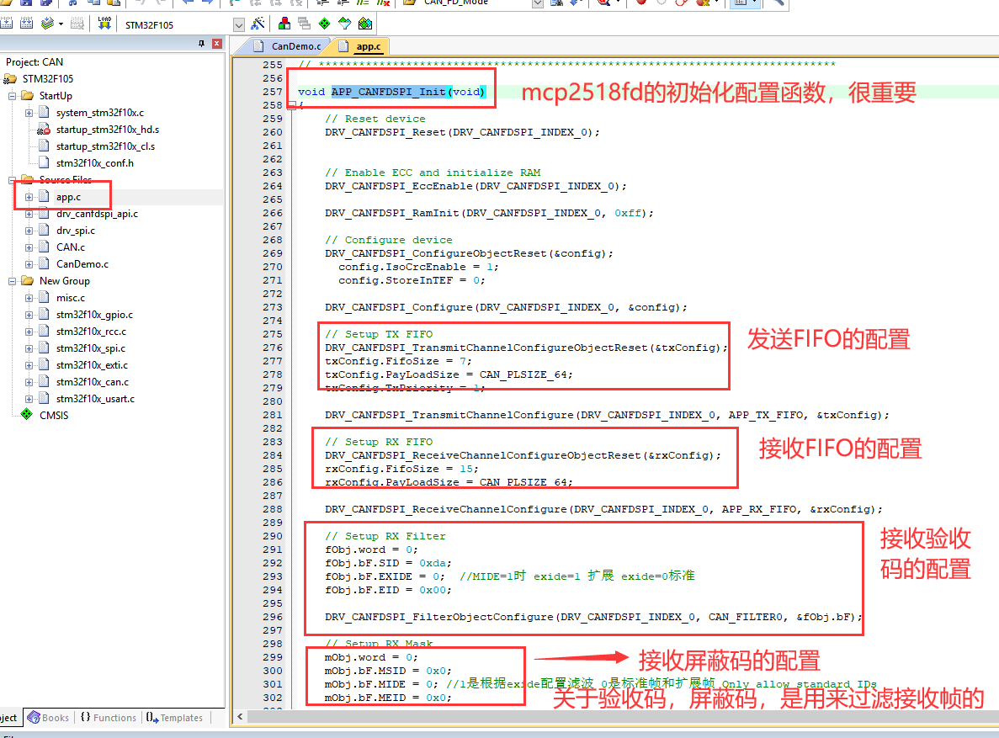 CAN_FD_Mode
LOAD
STM32F105
Project: CAN
STM32F105
StartUp
system_stm32f10x.c
startup_stm32f10x_hd.s
startup_stm32f10x_cl.s
stm32f10x_conf.h
Source Files
app.c
drv_canfdspi_api.c
drv_spi.c
CAN.c
CanDemo.c
New Group
misc.c
stm32f10x_gpio.c
stm32f10x_rcc.c
stm32f10x_spi.c
stm32f10x_exti.c
stm32f10x_can.c
stm32f10x_usart.c
CMSIS
ject Books {} Functions Templates
CanDemo.c app.c
255 // *****************************************************************************
256
257 void APP_CANFDSPI_Init(void)
mcp2518fd的初始化配置函数，很重要
258 {
259 // Reset device
260 DRV_CANFDSPI_Reset(DRV_CANFDSPI_INDEX_0);
261
262
263 // Enable ECC and initialize RAM
264 DRV_CANFDSPI_EccEnable(DRV_CANFDSPI_INDEX_0);
265
266 DRV_CANFDSPI_RamInit(DRV_CANFDSPI_INDEX_0, 0xff);
267
268 // Configure device
269 DRV_CANFDSPI_ConfigureObjectReset(&config);
270 config.IsoCrcEnable = 1;
271 config.StoreInTEF = 0;
272
273 DRV_CANFDSPI_Configure(DRV_CANFDSPI_INDEX_0, &config);
274
275 // Setup TX FIFO
276 DRV_CANFDSPI_TransmitChannelConfigureObjectReset(&txConfig);
发送FIFO的配置
277 txConfig.FifoSize = 7;
278 txConfig.PayLoadSize = CAN_PLSIZE_64;
279 txConfig.TxPriority = 1;
280
281 DRV_CANFDSPI_TransmitChannelConfigure(DRV_CANFDSPI_INDEX_0, APP_TX_FIFO, &txConfig);
282
283 // Setup RX FIFO
284 DRV_CANFDSPI_ReceiveChannelConfigureObjectReset(&rxConfig);
接收FIFO的配置
285 rxConfig.FifoSize = 15;
286 rxConfig.PayLoadSize = CAN_PLSIZE_64;
287
288 DRV_CANFDSPI_ReceiveChannelConfigure(DRV_CANFDSPI_INDEX_0, APP_RX_FIFO, &rxConfig);
289
290 // Setup RX Filter
接收验收
291 fObj.word = 0;
292 fObj.bF.SID = 0xda;
码的配置
293 fObj.bF.EXIDE = 0; //MIDE=1时 exide=1 扩展 exide=0标准
294 fObj.bF.EID = 0x00;
295
296 DRV_CANFDSPI_FilterObjectConfigure(DRV_CANFDSPI_INDEX_0, CAN_FILTER0, &fObj.bF);
297
298 // Setup RX Mask
299 mObj.word = 0;
接收屏蔽码的配置
300 mObj.bF.MSID = 0x0;
301 mObj.bF.MIDE = 0; //1是根据exide配置滤波 0是标准帧和扩展帧 Only allow standard IDs
302 mObj.bF.MEID = 0x0;
关于验收码，屏蔽码，是用来过滤接收帧的